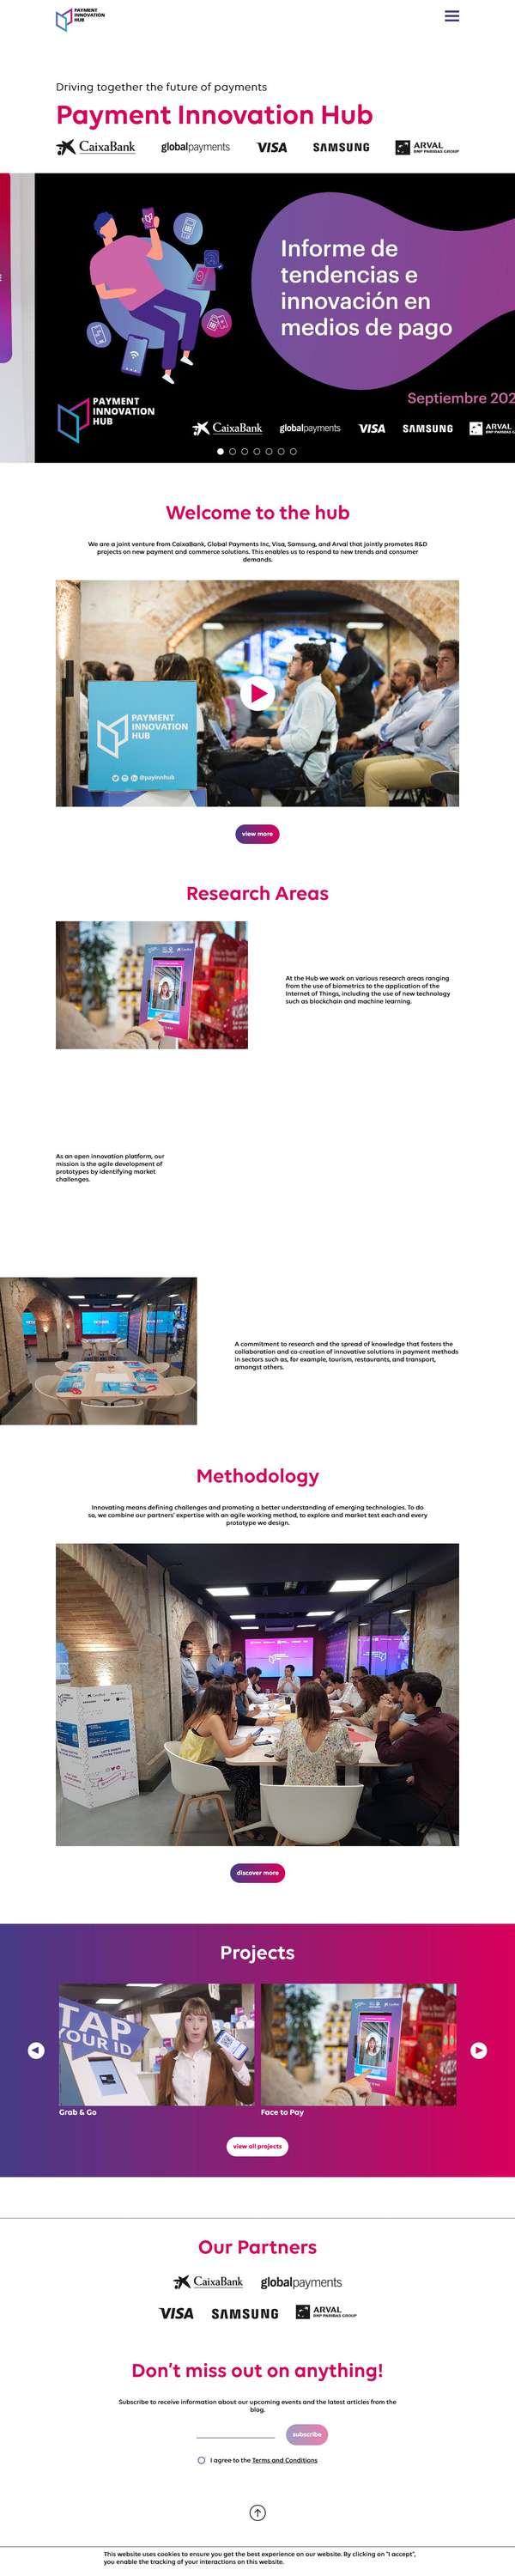 PAYMENT
INNOVATION
HUB
Driving together the future of payments
Payment Innovation Hub
CaixaBank globalpayments VISA SAMSUNG ARVAL
BNP PARIBAS GROUP
Informe de
tendencias e
innovación en
medios de pago
Septiembre 202
PAYMENT
INNOVATION
HUB
CaixaBank globalpayments VISA SAMSUNG ARVAL
Welcome to the hub
We are a joint venture from CaixaBank, Global Payments Inc, Visa, Samsung, and Arval that jointly promotes R&D
projects on new payment and commerce solutions. This enables us to respond to new trends and consumer
demands.
PAYMENT
INNOVATION
HUB
@payinnhub
view more
Research Areas
At the Hub we work on various research areas ranging
from the use of biometrics to the application of the
Internet of Things, including the use of new technology
such as blockchain and machine learning.
As an open innovation platform, our
mission is the agile development of
prototypes by identifying market
challenges.
A commitment to research and the spread of knowledge that fosters the
collaboration and co-creation of innovative solutions in payment methods
in sectors such as, for example, tourism, restaurants, and transport,
amongst others.
Methodology
Innovating means defining challenges and promoting a better understanding of emerging technologies. To do
so, we combine our partners' expertise with an agile working method, to explore and market test each and every
prototype we design.
discover more
Projects
TAP
YOUR ID
Grab & Go
Face to Pay
view all projects
Our Partners
CaixaBank globalpayments
VISA SAMSUNG ARVAL
BNP PARIBAS GROUP
Don't miss out on anything!
Subscribe to receive information about our upcoming events and the latest articles from the
blog.
subscribe
I agree to the Terms and Conditions
This website uses cookies to ensure you get the best experience on our website. By clicking on "I accept",
you enable the tracking of your interactions on this website.